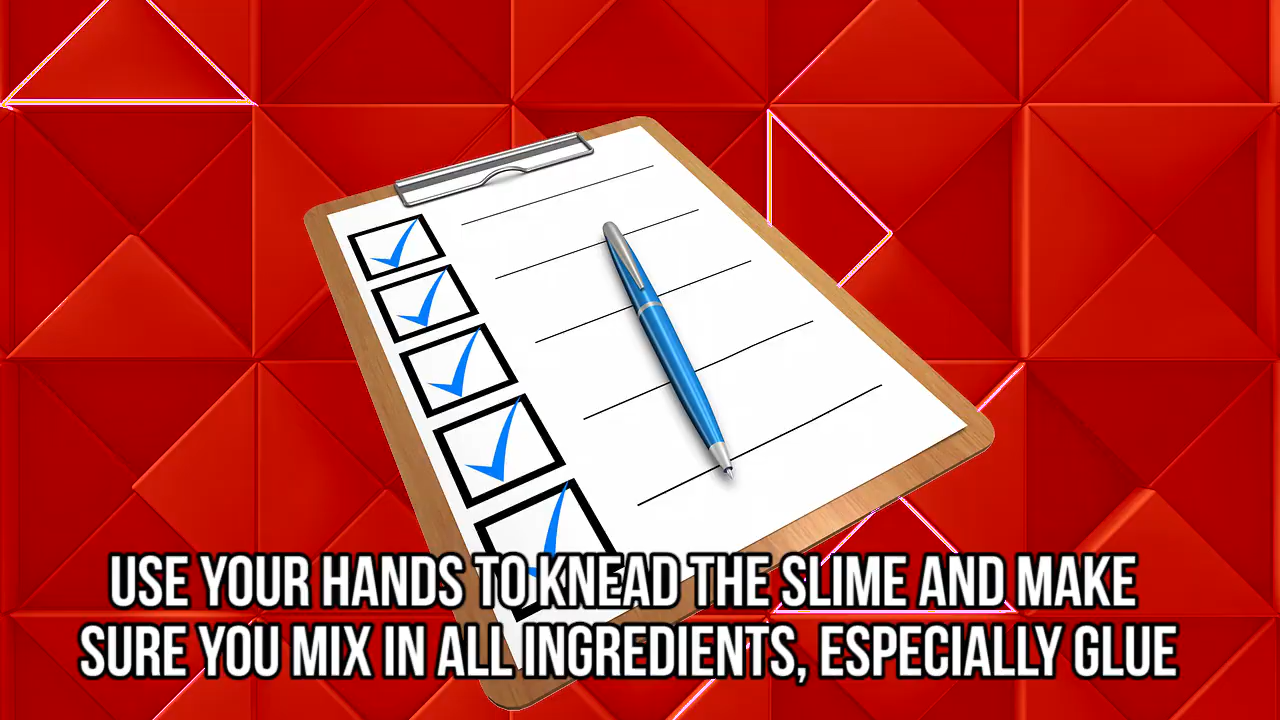 USE YOUR HANDS TO KNEAD THE SLIME AND MAKE
SURE YOU MIX IN ALL INGREDIENTS, ESPECIALLY GLUE